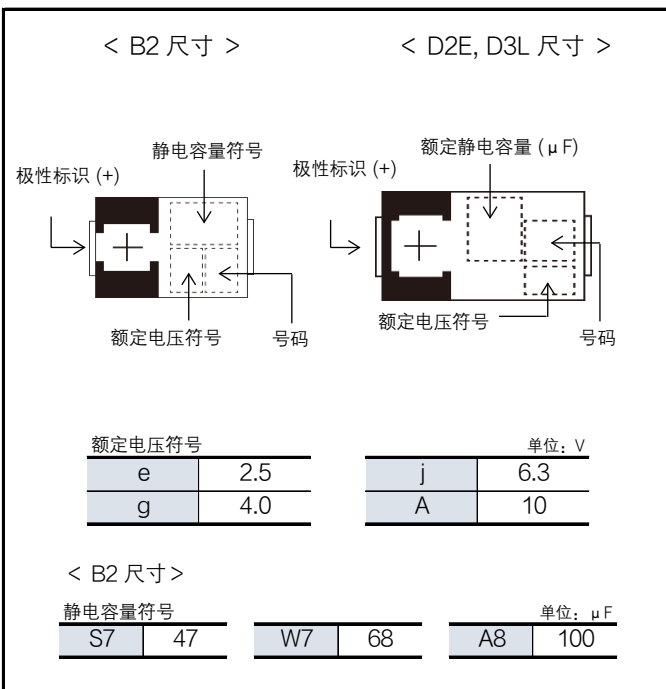 < B2 尺寸 >
< D2E, D3L 尺寸 >
静电容量符号
极性标识 (+)
额定电压符号
号码
额定静电容量 (μF)
极性标识 (+)
额定电压符号
号码
额定电压符号
单位: V
e 2.5 j 6.3
g 4.0 A 10
< B2 尺寸>
静电容量符号
单位: μF
S7 47 W7 68 A8 100